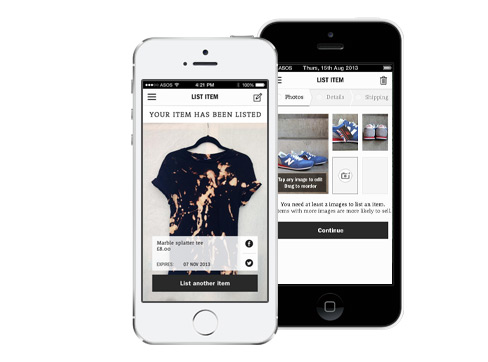 ASOS
4:21 PM
100%
LIST ITEM
YOUR ITEM HAS BEEN LISTED
Marble splatter tee
£8.00
EXPIRES: 07 NOV 2013
List another item
ASOS
Thurs, 15th Aug 2013
LIST ITEM
Photos
Details
Shipping
Tap any image to edit
Drag to reorder
You need at least 2 images to list an item.
Items with more images are more likely to sell.
Continue